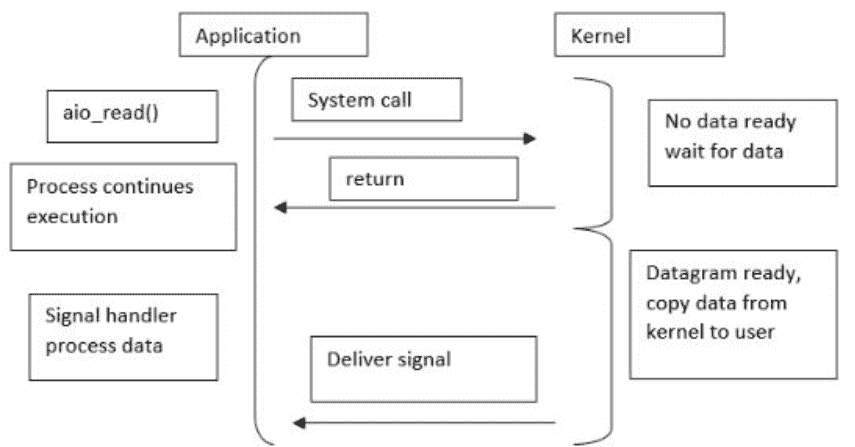 Application
Kernel
System call
aio_read()
No data ready
wait for data
return
Process continues
execution
Datagram ready,
copy data from
kernel to user
Signal handler
process data
Deliver signal